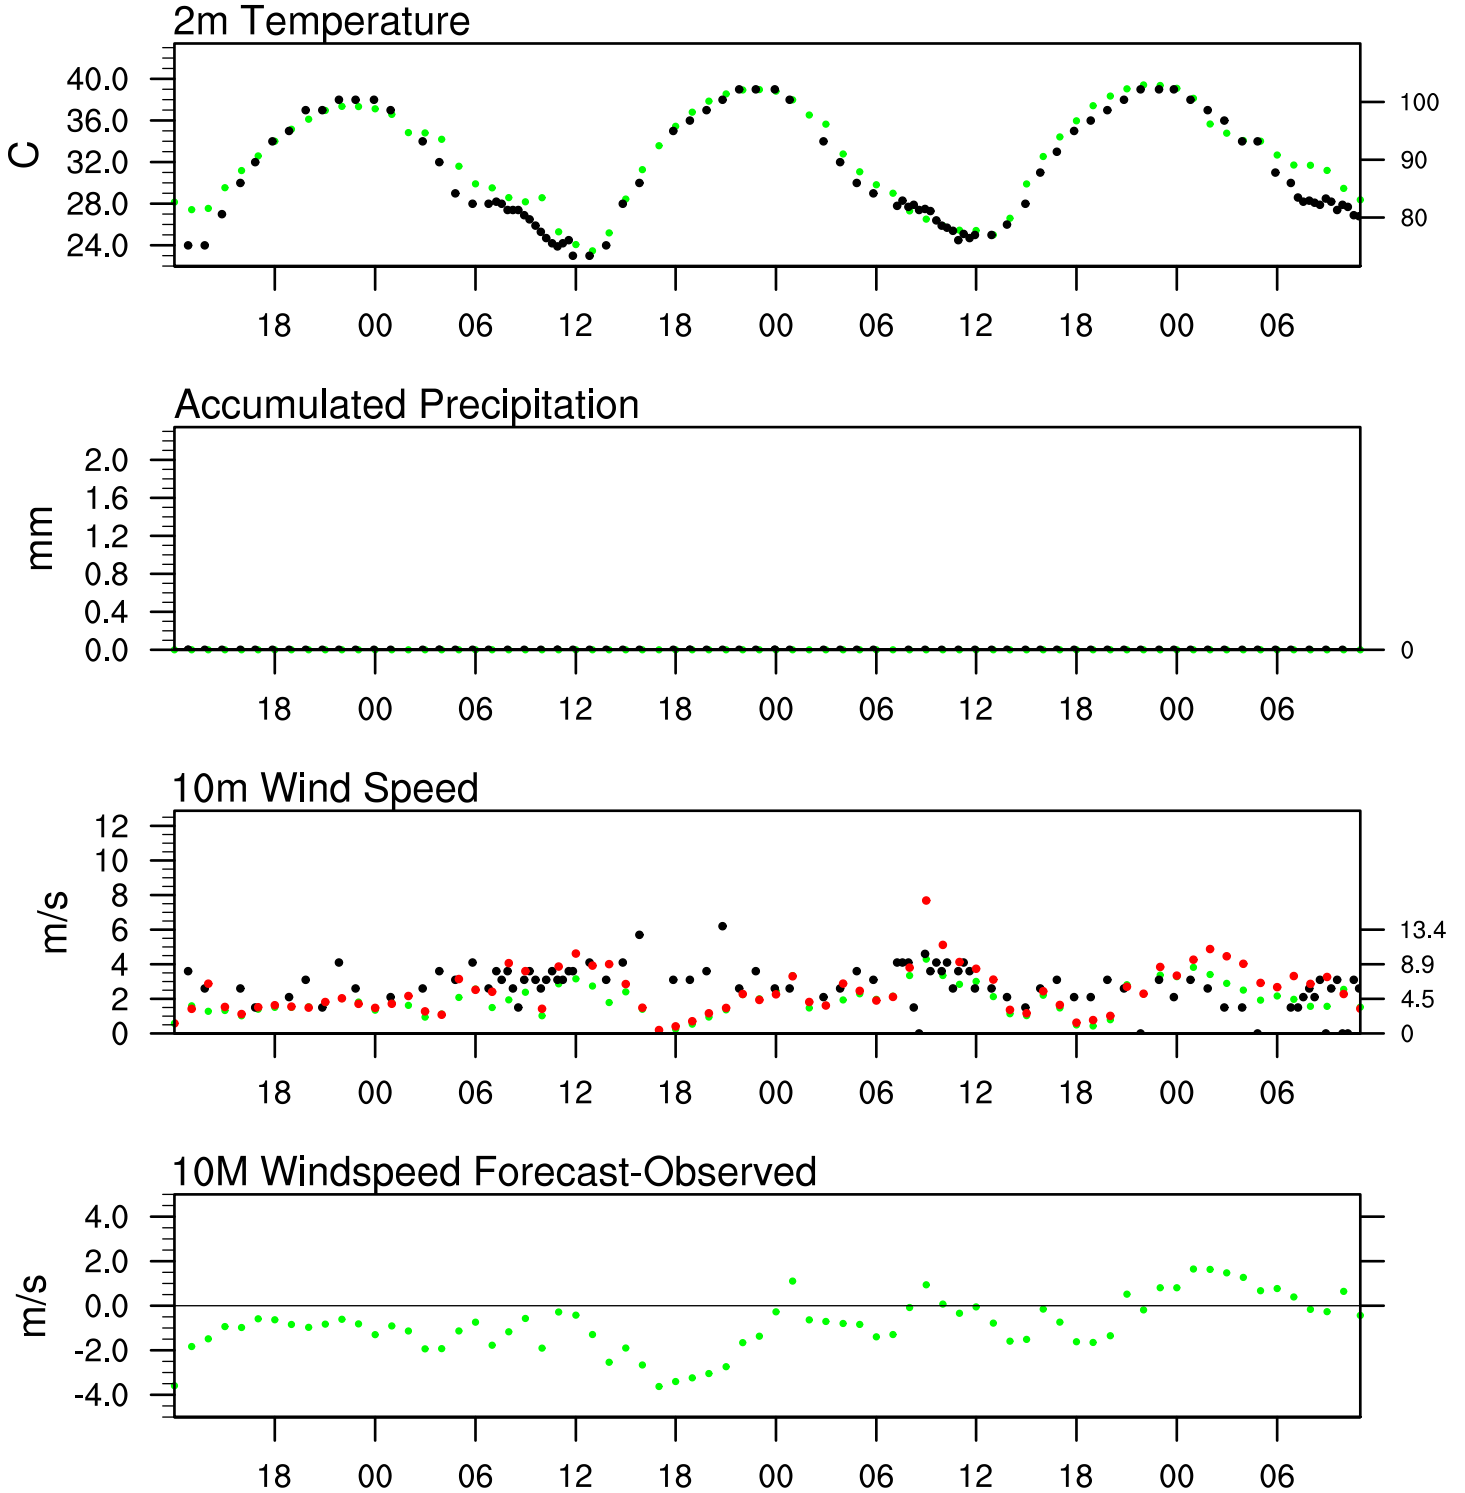 2m Temperature
40.0
36.0
32.0
28.0
24.0
C
100
90
80
18 00 06 12 18 00 06 12 18 00 06
Accumulated Precipitation
2.0
1.6
1.2
0.8
0.4
0.0
mm
0
18 00 06 12 18 00 06 12 18 00 06
10m Wind Speed
12
10
8
6
4
2
0
m/s
13.4
8.9
4.5
0
18 00 06 12 18 00 06 12 18 00 06
10M Windspeed Forecast-Observed
4.0
2.0
0.0
-2.0
-4.0
m/s
18 00 06 12 18 00 06 12 18 00 06